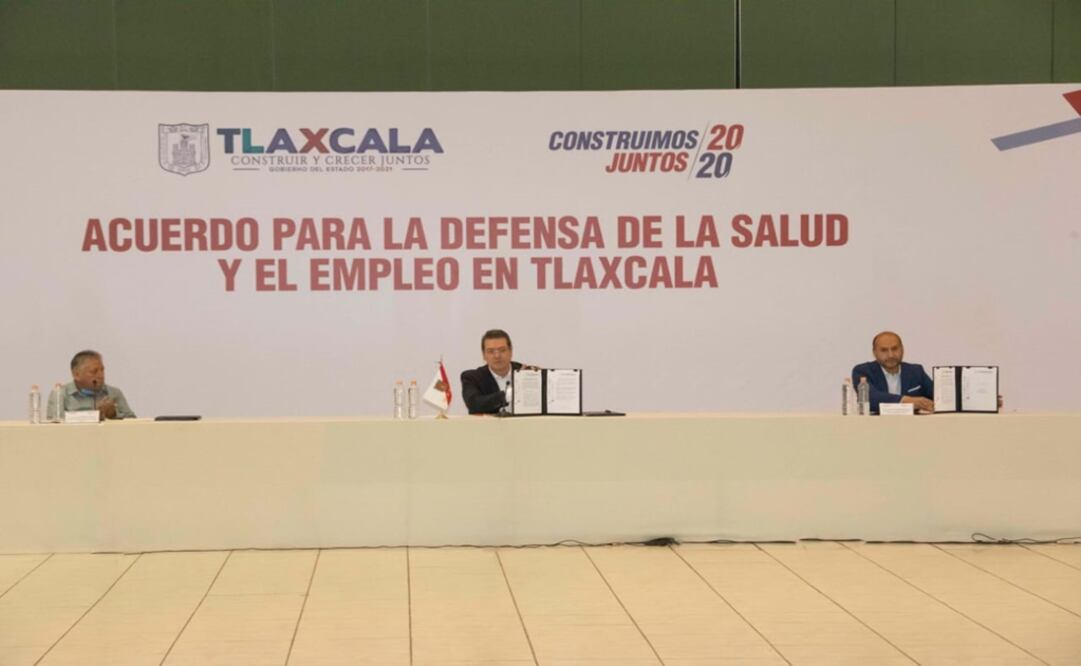 TLAXCALA
CONSTRUIR Y CRECER JUNTOS
GOBIERNO DEL ESTADO 2017-2021
CONSTRUIMOS
JUNTOS
20
20
ACUERDO PARA LA DEFENSA DE LA SALUD
Y EL EMPLEO EN TLAXCALA